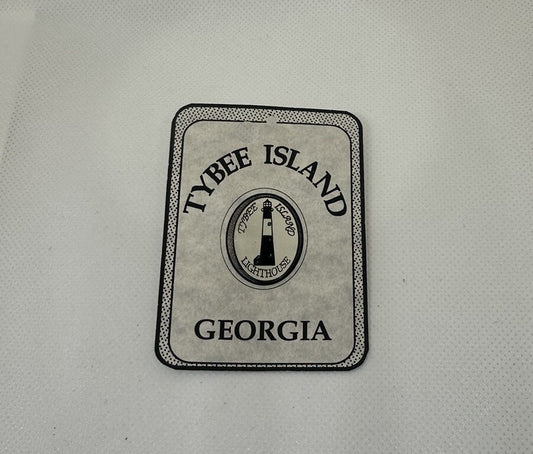 TYBEE ISLAND
TYBEE ISLAND
LIGHTHOUSE
GEORGIA